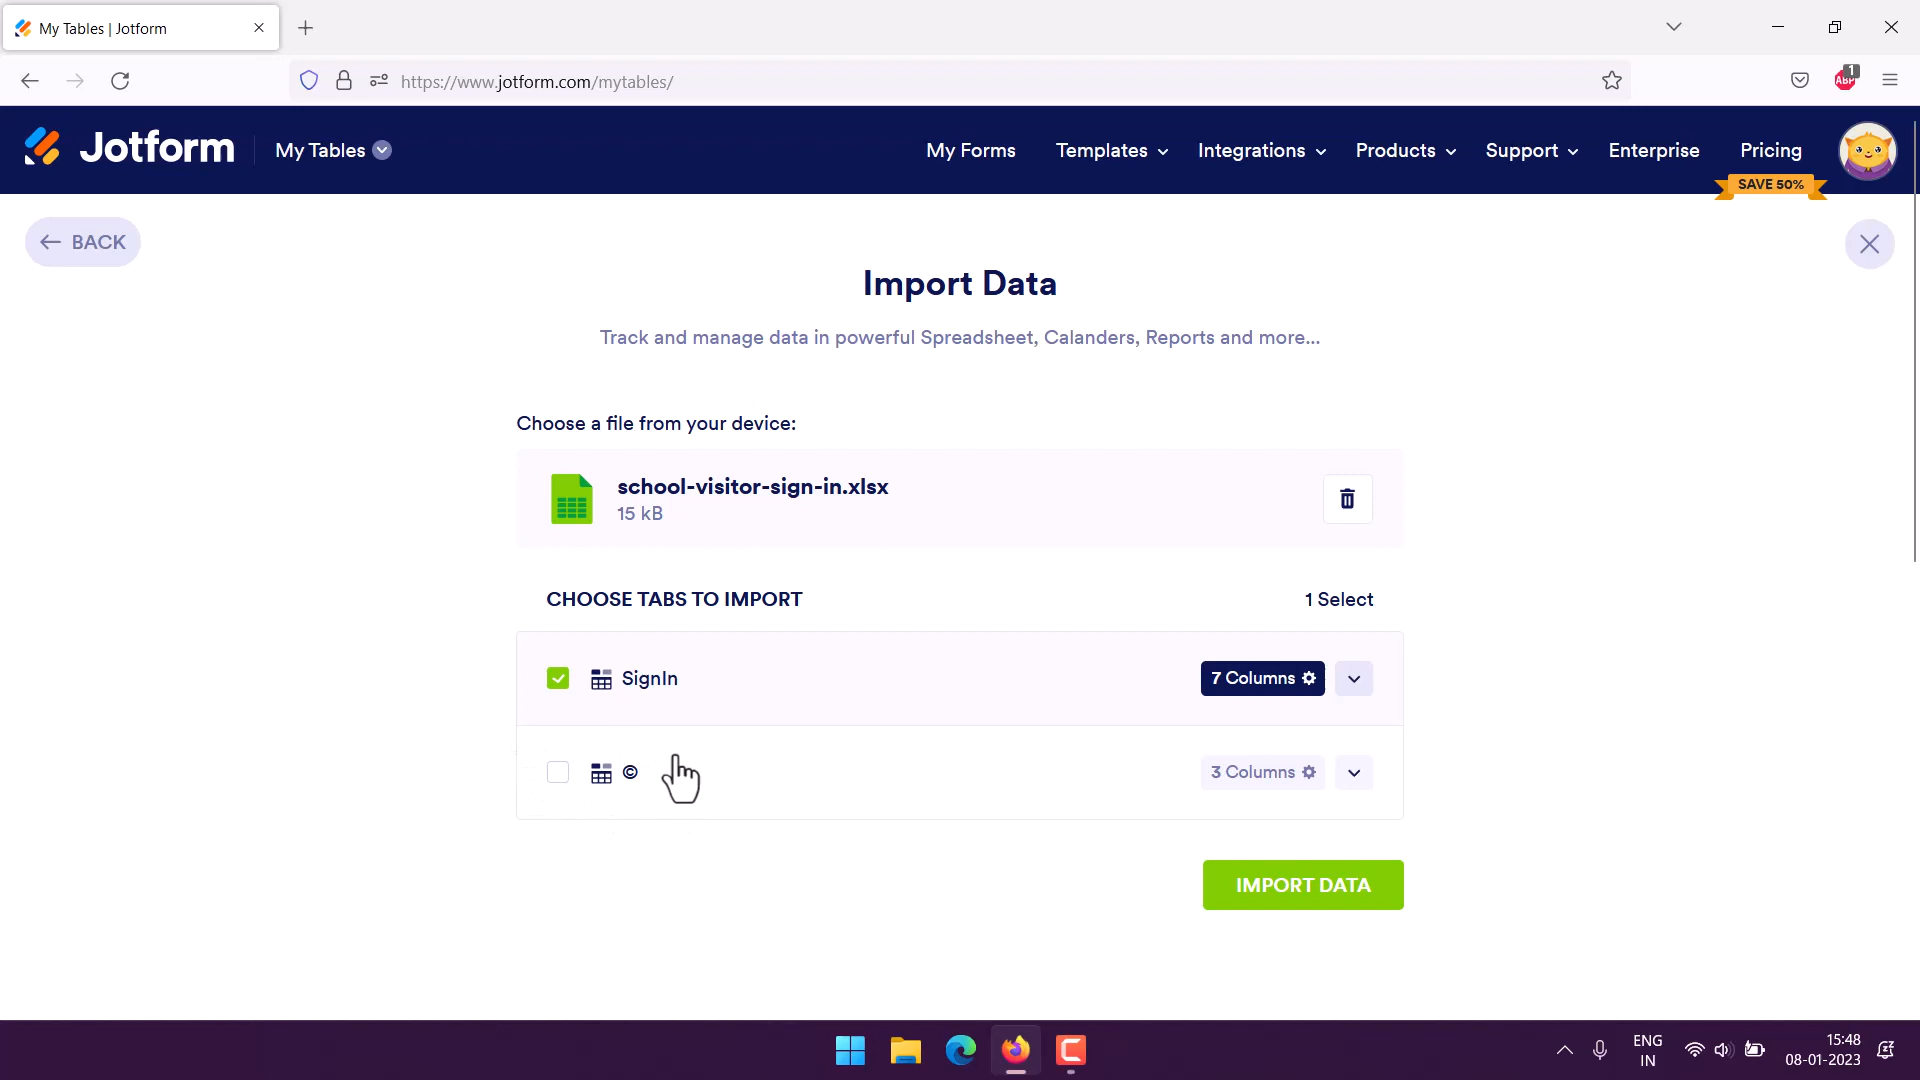 My Tables | Jotform
https://www.jotform.com/mytables/
ABP
1
Jotform
My Tables
My Forms
Templates
Integrations
Products
Support
Enterprise
Pricing
SAVE 50%
BACK
Import Data
Track and manage data in powerful Spreadsheet, Calanders, Reports and more...
Choose a file from your device:
school-visitor-sign-in.xlsx
15 kB
CHOOSE TABS TO IMPORT
1 Select
SignIn
7 Columns
©
3 Columns
IMPORT DATA
ENG
IN
15:48
08-01-2023